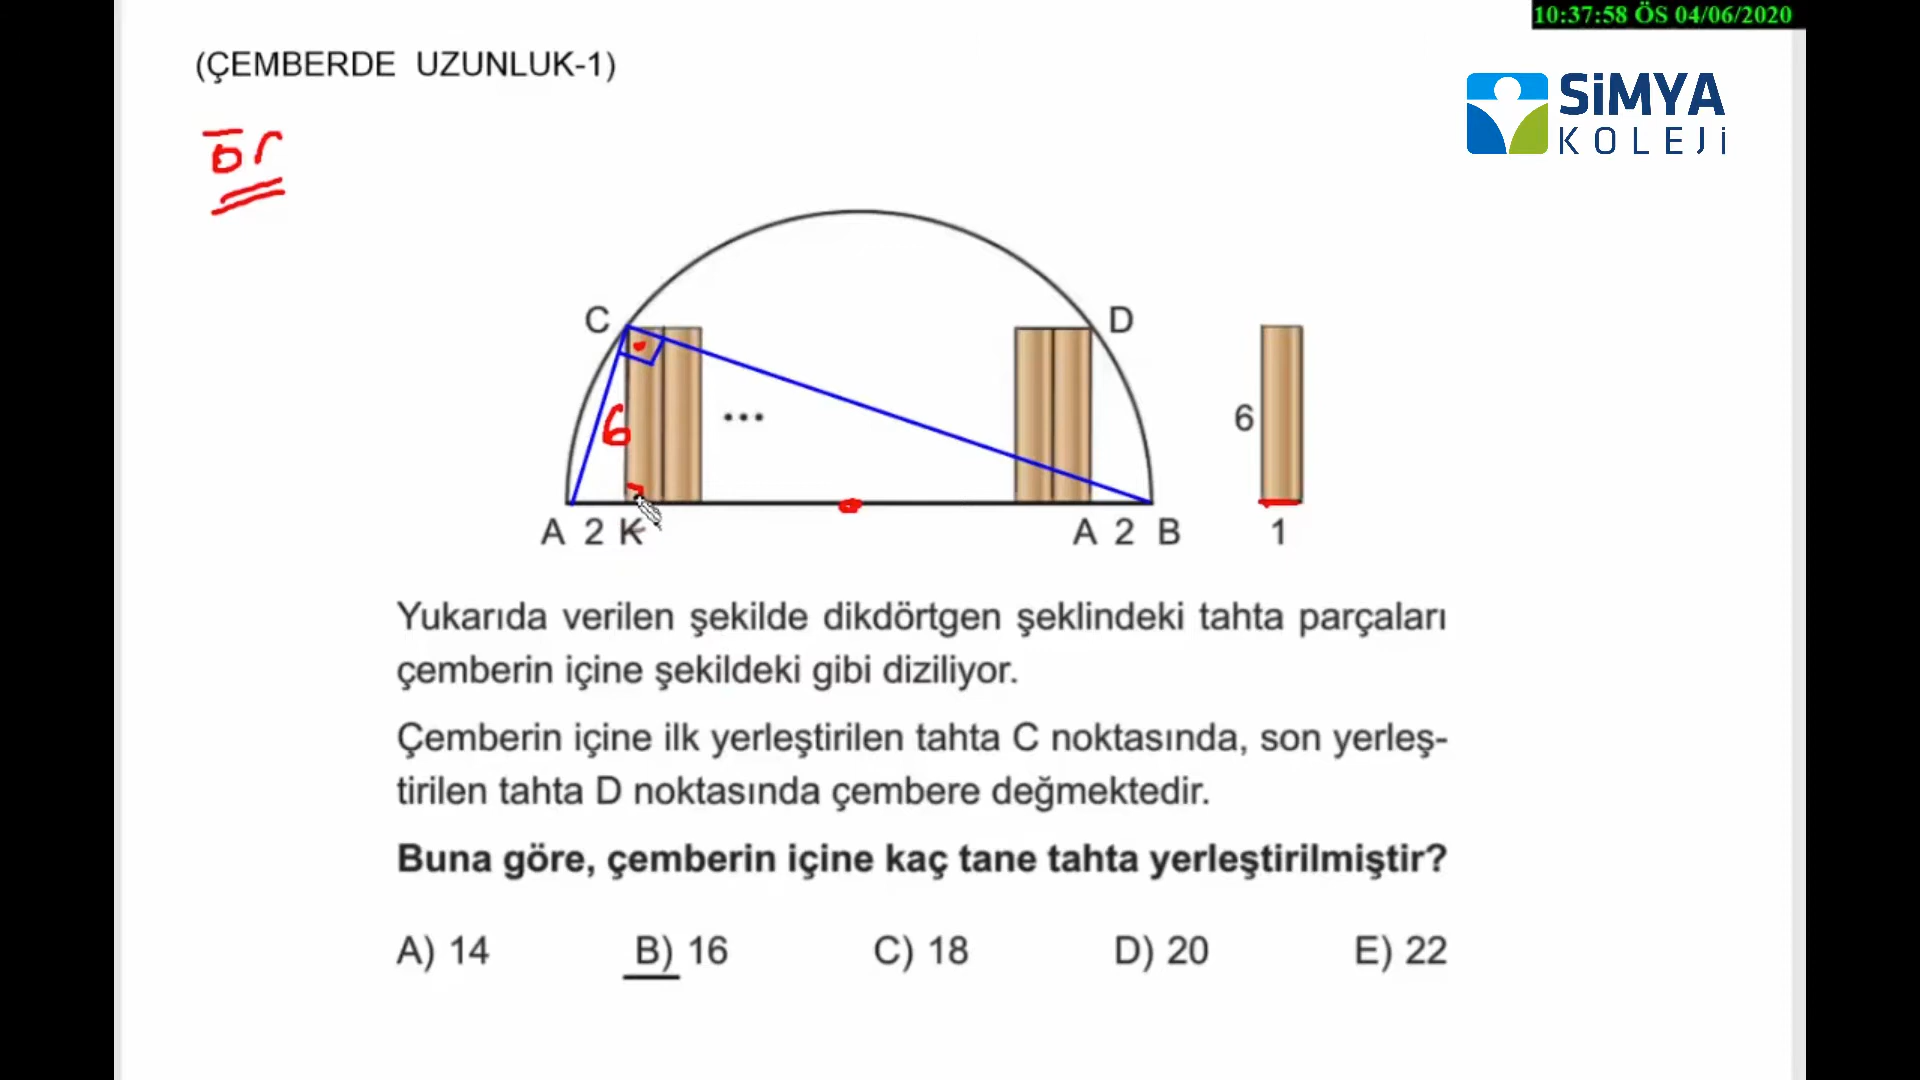 10:37:58 ÖS 04/06/2020
(ÇEMBERDE UZUNLUK-1)
SiMYA
KOLEJi
ör
C
D
6
...
6
A 2 K
A 2 B
1
Yukarıda verilen şekilde dikdörtgen şeklindeki tahta parçaları
çemberin içine şekildeki gibi diziliyor.
Çemberin içine ilk yerleştirilen tahta C noktasında, son yerleş-
tirilen tahta D noktasında çembere değmektedir.
Buna göre, çemberin içine kaç tane tahta yerleştirilmiştir?
A) 14 B) 16 C) 18 D) 20 E) 22